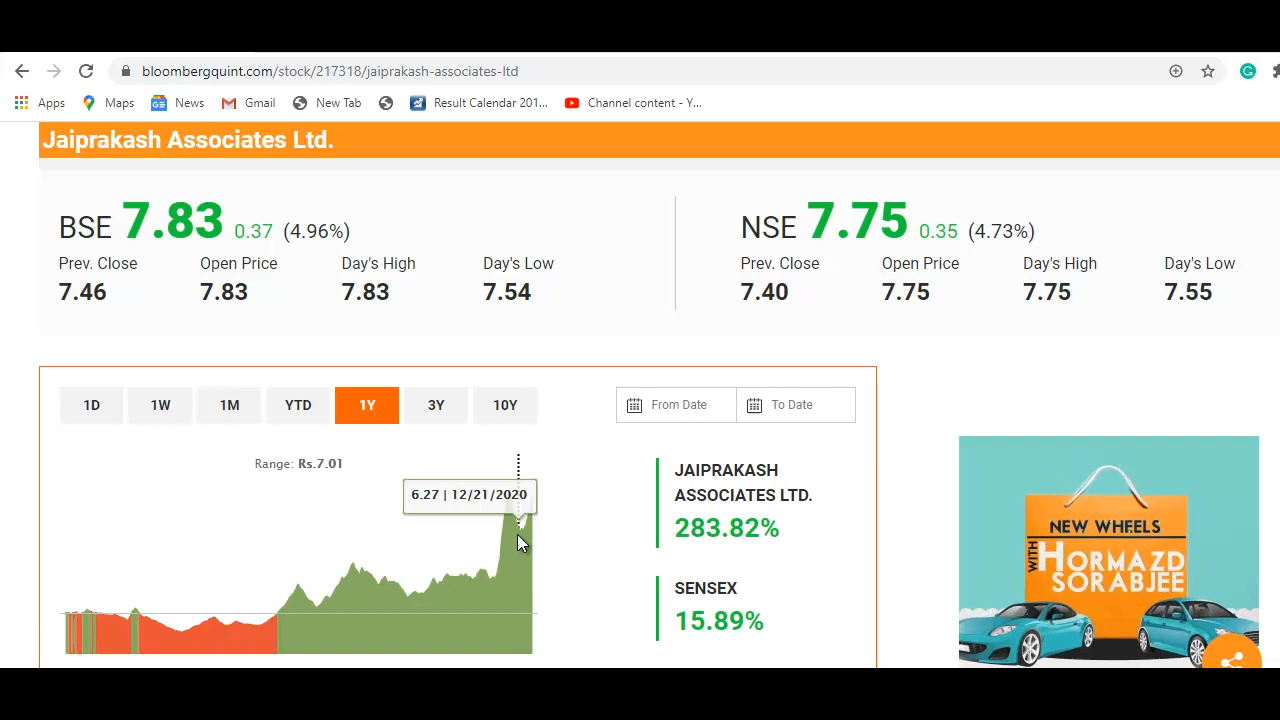 bloombergquint.com/stock/217318/jaiprakash-associates-ltd
Apps Maps News Gmail New Tab Result Calendar 201... Channel content - Y...
Jaiprakash Associates Ltd.
BSE 7.83 0.37 (4.96%)
Prev. Close Open Price Day's High Day's Low
7.46 7.83 7.83 7.54
NSE 7.75 0.35 (4.73%)
Prev. Close Open Price Day's High Day's Low
7.40 7.75 7.75 7.55
1D 1W 1M YTD 1Y 3Y 10Y
From Date To Date
Range: Rs.7.01
6.27 | 12/21/2020
JAIPRAKASH
ASSOCIATES LTD.
283.82%
SENSEX
15.89%
NEW WHEELS
WITH HORMAZD
SORABJEE